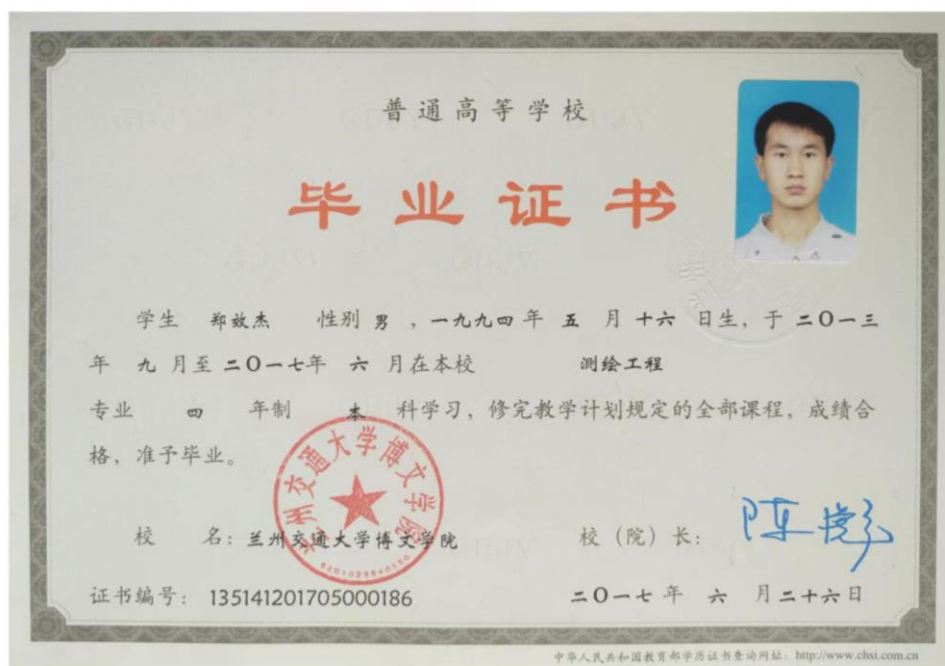 普通高等学校
毕业证书
学生 郑效杰 性别 男 ，一九九四 年 五 月 十六 日生，于 二〇一三
年 九 月至 二〇一七年 六 月在本校 测绘工程
专业 四 年制 本 科学习，修完教学计划规定的全部课程，成绩合
格，准予毕业。
兰州交通大学博文学院
校 名：兰州交通大学博文学院 校（院）长：
证书编号： 135141201705000186 二〇一七 年 六 月二十六日
中华人民共和国教育部学历证书查询网址：http://www.chsi.com.cn